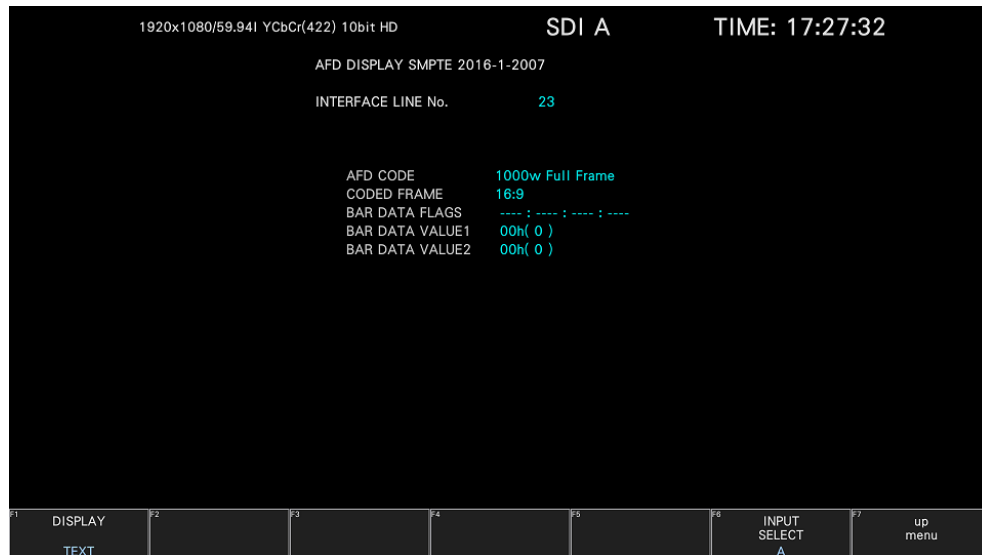 1920x1080/59.94I YCbCr(422) 10bit HD SDI A TIME: 17:27:32
AFD DISPLAY SMPTE 2016-1-2007
INTERFACE LINE No. 23
AFD CODE 1000w Full Frame
CODED FRAME 16:9
BAR DATA FLAGS ---- : ---- : ---- : ----
BAR DATA VALUE1 00h( 0 )
BAR DATA VALUE2 00h( 0 )
F1 DISPLAY F2 F3 F4 F5 F6 INPUT F7 up
SELECT menu
TEXT A